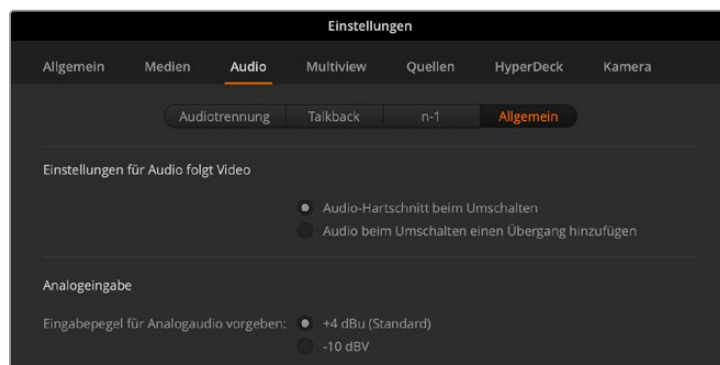 Einstellungen
Allgemein Medien Audio Multiview Quellen HyperDeck Kamera
Audiotrennung Talkback n-1 Allgemein
Einstellungen für Audio folgt Video
Audio-Hartschnitt beim Umschalten
Audio beim Umschalten einen Übergang hinzufügen
Analogeingabe
Eingabepegel für Analogaudio vorgeben: +4 dBu (Standard)
-10 dBV